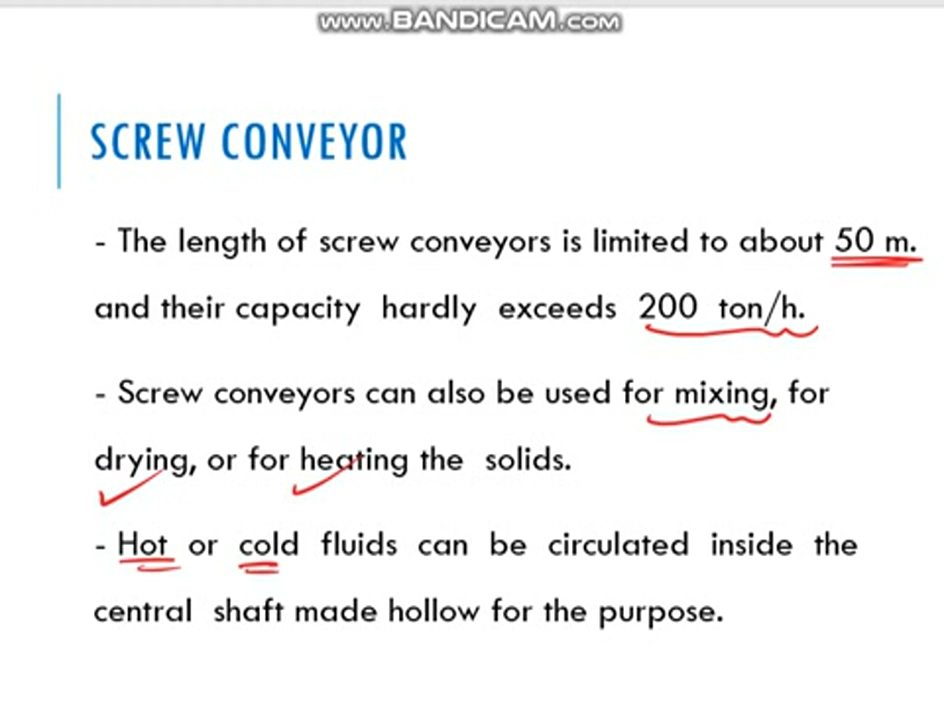 www.BANDICAM.com
SCREW CONVEYOR
- The length of screw conveyors is limited to about 50 m.
and their capacity hardly exceeds 200 ton/h.
- Screw conveyors can also be used for mixing, for
drying, or for heating the solids.
- Hot or cold fluids can be circulated inside the
central shaft made hollow for the purpose.